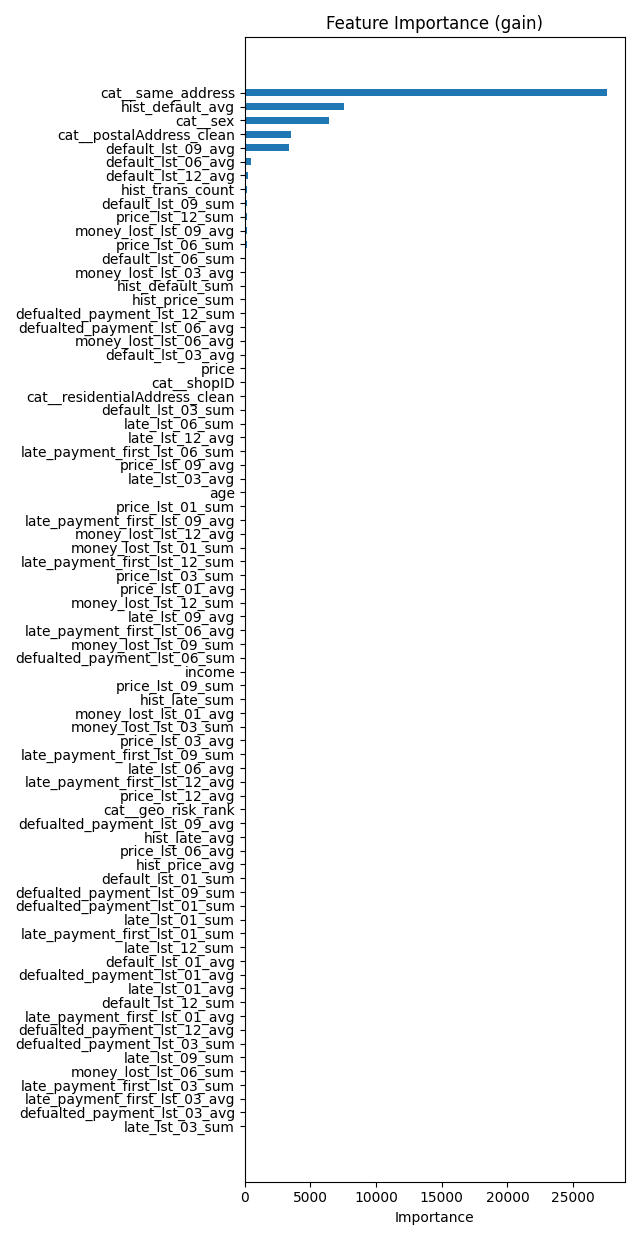 Feature Importance (gain)
cat__same_address
hist_default_avg
cat__sex
cat__postalAddress_clean
default_lst_09_avg
default_lst_06_avg
default_lst_12_avg
hist_trans_count
default_lst_09_sum
price_lst_12_sum
money_lost_lst_09_avg
price_lst_06_sum
default_lst_06_sum
money_lost_lst_03_avg
hist_default_sum
hist_price_sum
defualted_payment_lst_12_sum
defualted_payment_lst_06_avg
money_lost_lst_06_avg
default_lst_03_avg
price
cat__shopID
cat__residentialAddress_clean
default_lst_03_sum
late_lst_06_sum
late_lst_12_avg
late_payment_first_lst_06_sum
price_lst_09_avg
late_lst_03_avg
age
price_lst_01_sum
late_payment_first_lst_09_avg
money_lost_lst_12_avg
money_lost_lst_01_sum
late_payment_first_lst_12_sum
price_lst_03_sum
price_lst_01_avg
money_lost_lst_12_sum
late_lst_09_avg
late_payment_first_lst_06_avg
money_lost_lst_09_sum
defualted_payment_lst_06_sum
income
price_lst_09_sum
hist_late_sum
money_lost_lst_01_avg
money_lost_lst_03_sum
price_lst_03_avg
late_payment_first_lst_09_sum
late_lst_06_avg
late_payment_first_lst_12_avg
price_lst_12_avg
cat__geo_risk_rank
defualted_payment_lst_09_avg
hist_late_avg
price_lst_06_avg
hist_price_avg
default_lst_01_sum
defualted_payment_lst_09_sum
defualted_payment_lst_01_sum
late_lst_01_sum
late_payment_first_lst_01_sum
late_lst_12_sum
default_lst_01_avg
defualted_payment_lst_01_avg
late_lst_01_avg
default_lst_12_sum
late_payment_first_lst_01_avg
defualted_payment_lst_12_avg
defualted_payment_lst_03_sum
late_lst_09_sum
money_lost_lst_06_sum
late_payment_first_lst_03_sum
late_payment_first_lst_03_avg
defualted_payment_lst_03_avg
late_lst_03_sum
0 5000 10000 15000 20000 25000
Importance